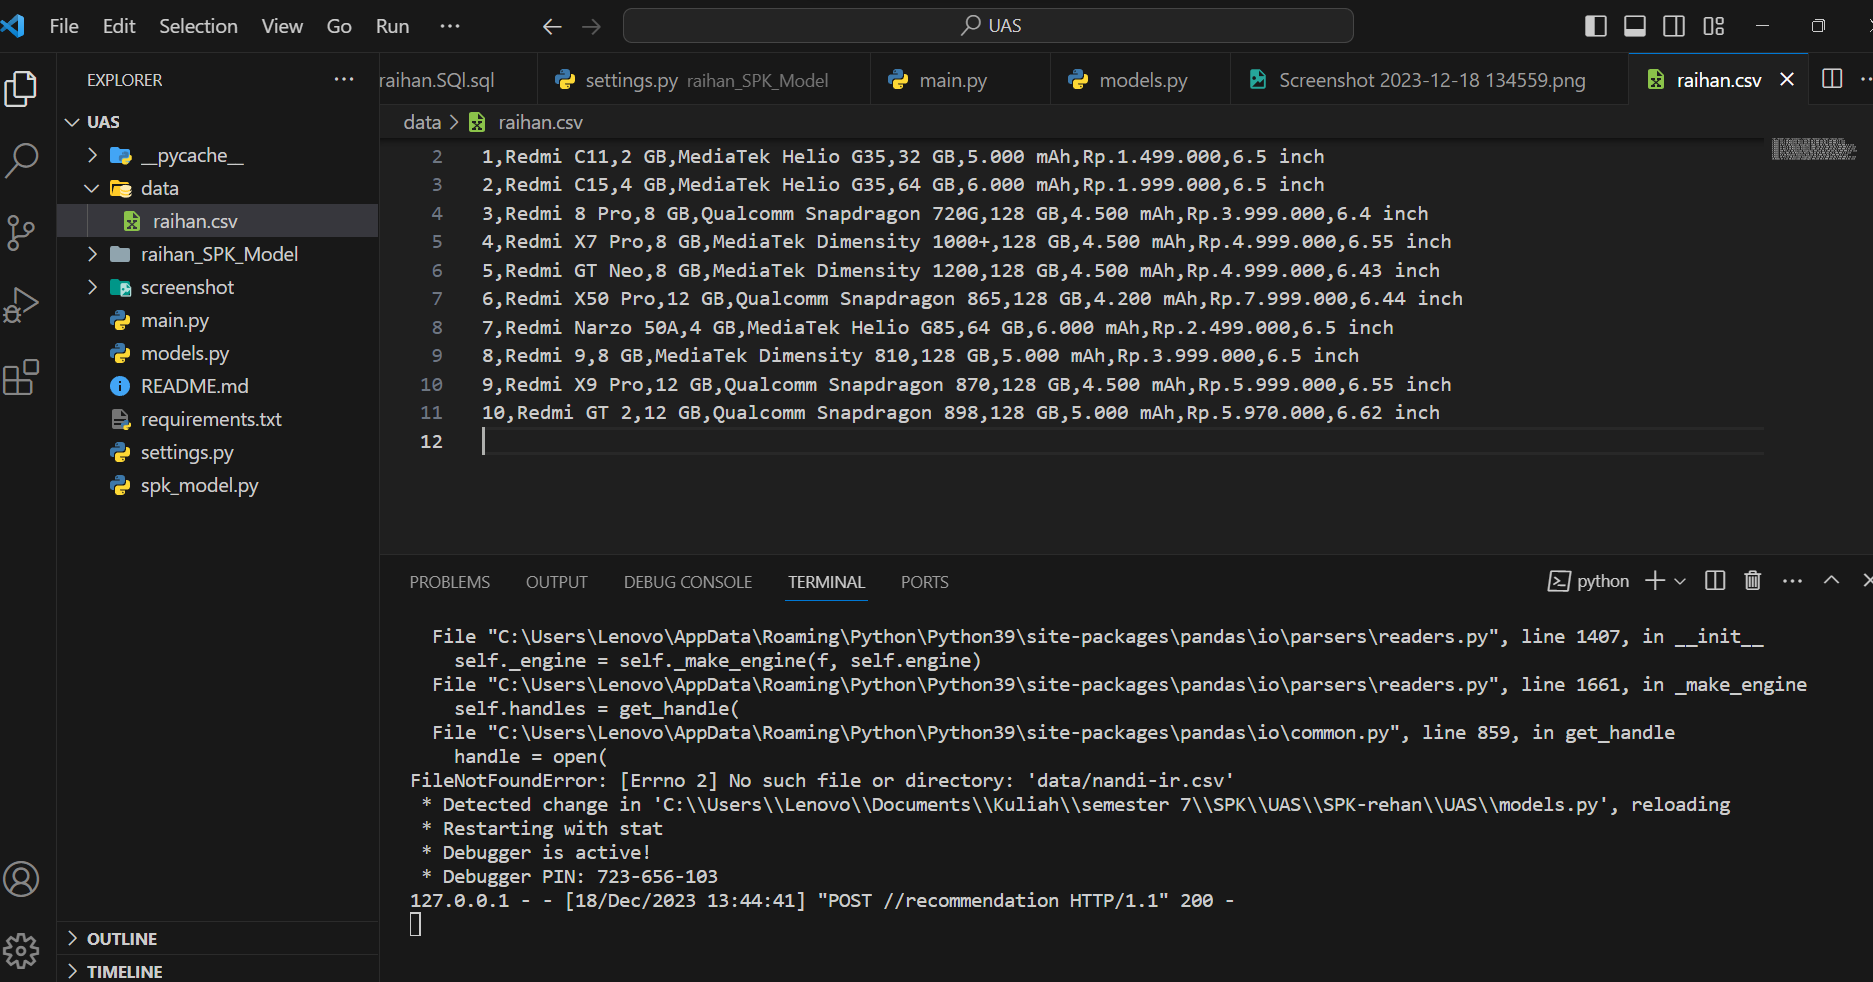 File Edit Selection View Go Run ··· UAS
EXPLORER ···
raihan.SQl.sql settings.py raihan_SPK_Model main.py models.py Screenshot 2023-12-18 134559.png raihan.csv
data > raihan.csv
UAS
__pycache__
data
raihan.csv
raihan_SPK_Model
screenshot
main.py
models.py
README.md
requirements.txt
settings.py
spk_model.py
OUTLINE
TIMELINE
2 1,Redmi C11,2 GB,MediaTek Helio G35,32 GB,5.000 mAh,Rp.1.499.000,6.5 inch
3 2,Redmi C15,4 GB,MediaTek Helio G35,64 GB,6.000 mAh,Rp.1.999.000,6.5 inch
4 3,Redmi 8 Pro,8 GB,Qualcomm Snapdragon 720G,128 GB,4.500 mAh,Rp.3.999.000,6.4 inch
5 4,Redmi X7 Pro,8 GB,MediaTek Dimensity 1000+,128 GB,4.500 mAh,Rp.4.999.000,6.55 inch
6 5,Redmi GT Neo,8 GB,MediaTek Dimensity 1200,128 GB,4.500 mAh,Rp.4.999.000,6.43 inch
7 6,Redmi X50 Pro,12 GB,Qualcomm Snapdragon 865,128 GB,4.200 mAh,Rp.7.999.000,6.44 inch
8 7,Redmi Narzo 50A,4 GB,MediaTek Helio G85,64 GB,6.000 mAh,Rp.2.499.000,6.5 inch
9 8,Redmi 9,8 GB,MediaTek Dimensity 810,128 GB,5.000 mAh,Rp.3.999.000,6.5 inch
10 9,Redmi X9 Pro,12 GB,Qualcomm Snapdragon 870,128 GB,4.500 mAh,Rp.5.999.000,6.55 inch
11 10,Redmi GT 2,12 GB,Qualcomm Snapdragon 898,128 GB,5.000 mAh,Rp.5.970.000,6.62 inch
12
PROBLEMS OUTPUT DEBUG CONSOLE TERMINAL PORTS python
File "C:\Users\Lenovo\AppData\Roaming\Python\Python39\site-packages\pandas\io\parsers\readers.py", line 1407, in __init__
self._engine = self._make_engine(f, self.engine)
File "C:\Users\Lenovo\AppData\Roaming\Python\Python39\site-packages\pandas\io\parsers\readers.py", line 1661, in _make_engine
self.handles = get_handle(
File "C:\Users\Lenovo\AppData\Roaming\Python\Python39\site-packages\pandas\io\common.py", line 859, in get_handle
handle = open(
FileNotFoundError: [Errno 2] No such file or directory: 'data/nandi-ir.csv'
* Detected change in 'C:\\Users\\Lenovo\\Documents\\Kuliah\\semester 7\\SPK\\UAS\\SPK-rehan\\UAS\\models.py', reloading
* Restarting with stat
* Debugger is active!
* Debugger PIN: 723-656-103
127.0.0.1 - - [18/Dec/2023 13:44:41] "POST //recommendation HTTP/1.1" 200 -